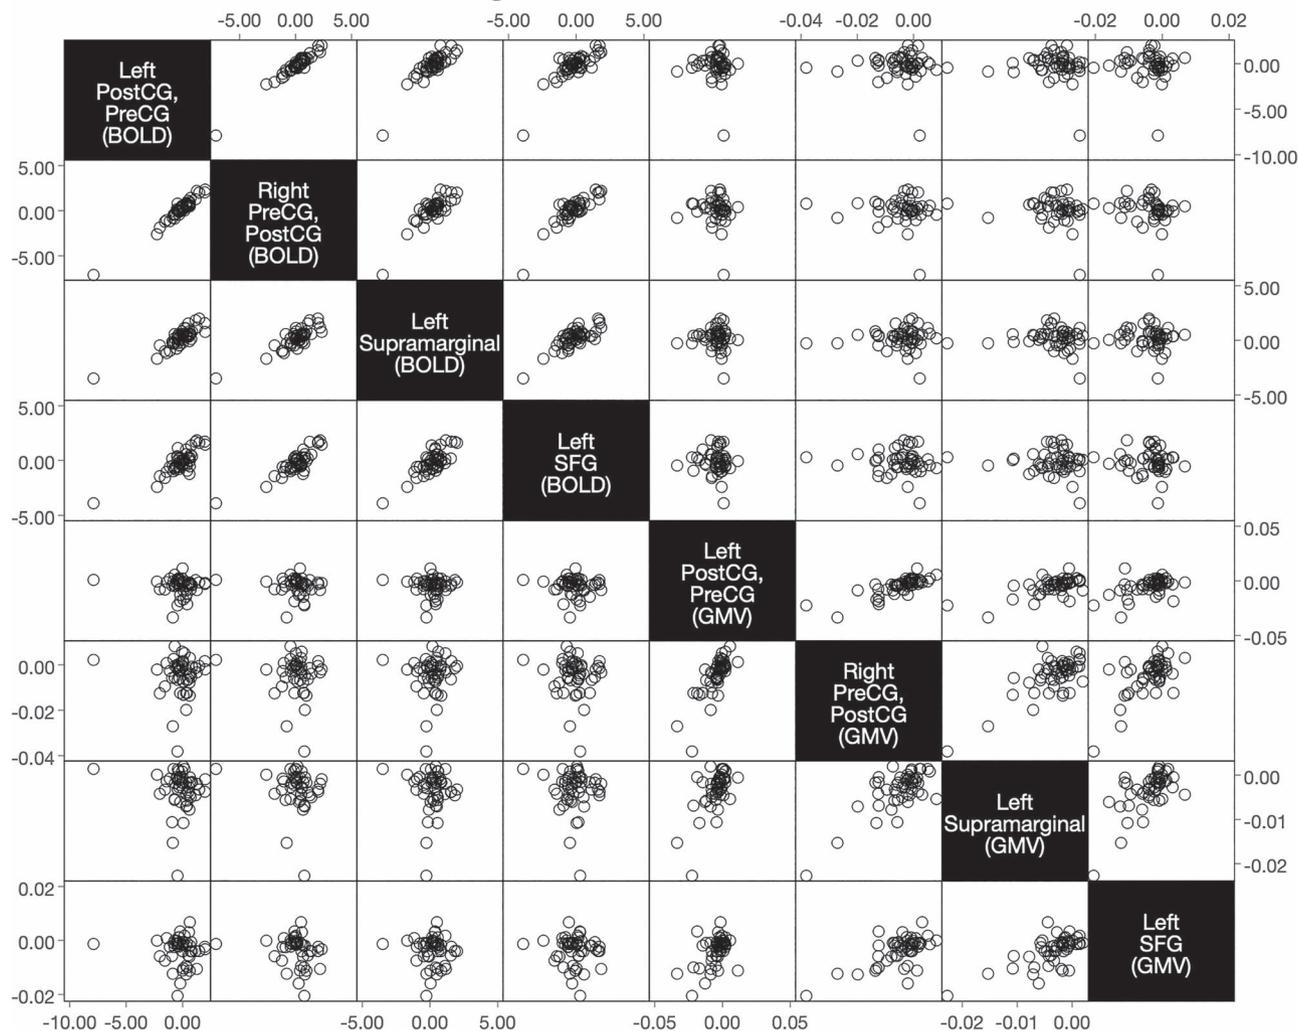 -5.00 0.00 5.00 -5.00 0.00 5.00 -0.04 -0.02 0.00 -0.02 0.00 0.02
Left
PostCG,
PreCG
(BOLD)
0.00
-5.00
-10.00
5.00
0.00
-5.00
Right
PreCG,
PostCG
(BOLD)
Left
Supramarginal
(BOLD)
5.00
0.00
-5.00
5.00
0.00
-5.00
Left
SFG
(BOLD)
Left
PostCG,
PreCG
(GMV)
0.05
0.00
-0.05
0.00
-0.02
-0.04
Right
PreCG,
PostCG
(GMV)
Left
Supramarginal
(GMV)
0.00
-0.01
-0.02
0.02
0.00
-0.02
Left
SFG
(GMV)
-10.00 -5.00 0.00 -5.00 0.00 5.00 -0.05 0.00 0.05 -0.02 -0.01 0.00